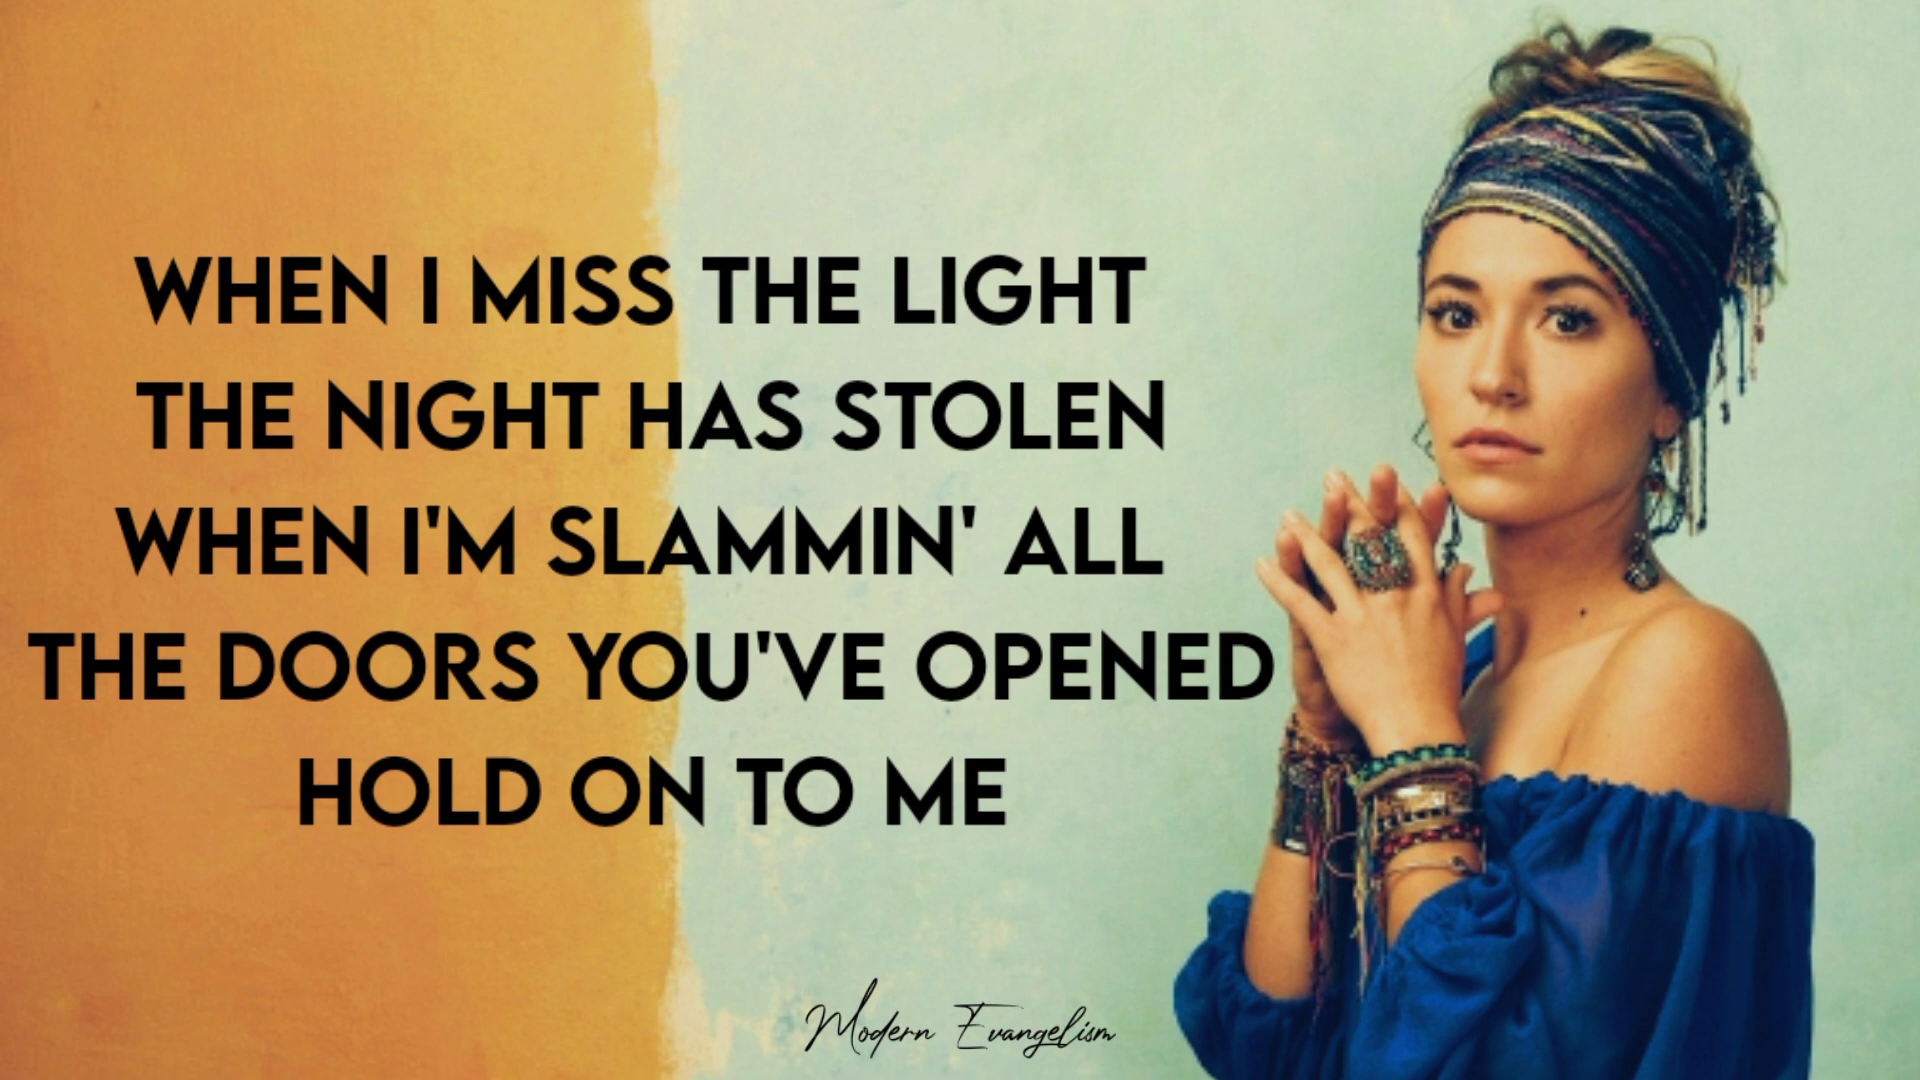 WHEN I MISS THE LIGHT
THE NIGHT HAS STOLEN
WHEN I'M SLAMMIN' ALL
THE DOORS YOU'VE OPENED
HOLD ON TO ME
Modern Evangelism